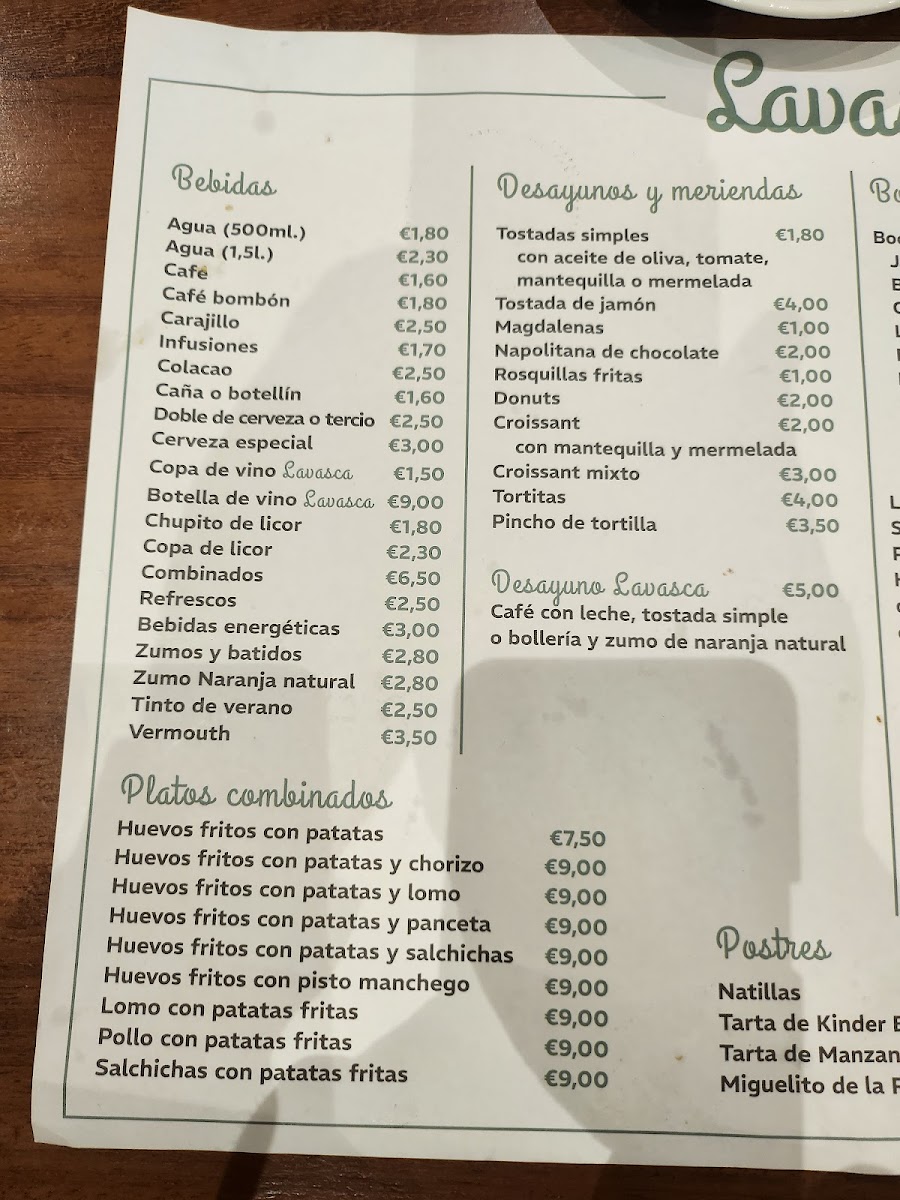 Lavas
Bebidas
Agua (500ml.) €1,80
Agua (1,5l.) €2,30
Café €1,60
Café bombón €1,80
Carajillo €2,50
Infusiones €1,70
Colacao €2,50
Caña o botellín €1,60
Doble de cerveza o tercio €2,50
Cerveza especial €3,00
Copa de vino Lavasca €1,50
Botella de vino Lavasca €9,00
Chupito de licor €1,80
Copa de licor €2,30
Combinados €6,50
Refrescos €2,50
Bebidas energéticas €3,00
Zumos y batidos €2,80
Zumo Naranja natural €2,80
Tinto de verano €2,50
Vermouth €3,50
Desayunos y meriendas
Tostadas simples €1,80
con aceite de oliva, tomate,
mantequilla o mermelada
Tostada de jamón €4,00
Magdalenas €1,00
Napolitana de chocolate €2,00
Rosquillas fritas €1,00
Donuts €2,00
Croissant €2,00
con mantequilla y mermelada
Croissant mixto €3,00
Tortitas €4,00
Pincho de tortilla €3,50
Desayuno Lavasca €5,00
Café con leche, tostada simple
o bollería y zumo de naranja natural
Platos combinados
Huevos fritos con patatas €7,50
Huevos fritos con patatas y chorizo €9,00
Huevos fritos con patatas y lomo €9,00
Huevos fritos con patatas y panceta €9,00
Huevos fritos con patatas y salchichas €9,00
Huevos fritos con pisto manchego €9,00
Lomo con patatas fritas €9,00
Pollo con patatas fritas €9,00
Salchichas con patatas fritas €9,00
Postres
Natillas
Tarta de Kinder
Tarta de Manzan
Miguelito de la